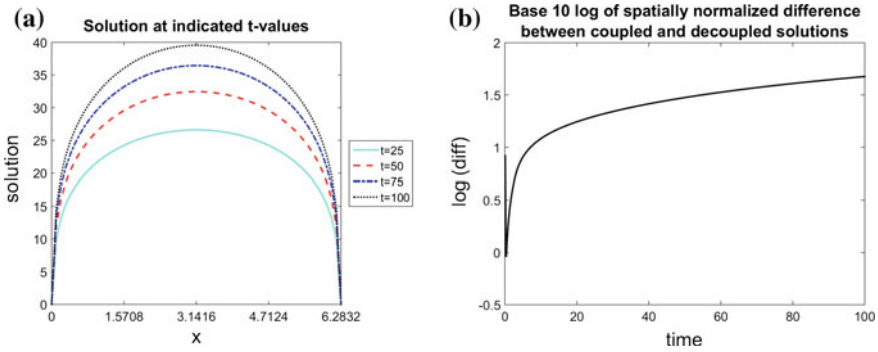 (a)
Solution at indicated t-values
40
35
30
25
20
15
10
5
0
solution
0 1.5708 3.1416 4.7124 6.2832
x
t=25
t=50
t=75
t=100
(b)
Base 10 log of spatially normalized difference
between coupled and decoupled solutions
2
1.5
1
0.5
0
-0.5
log (diff)
0 20 40 60 80 100
time